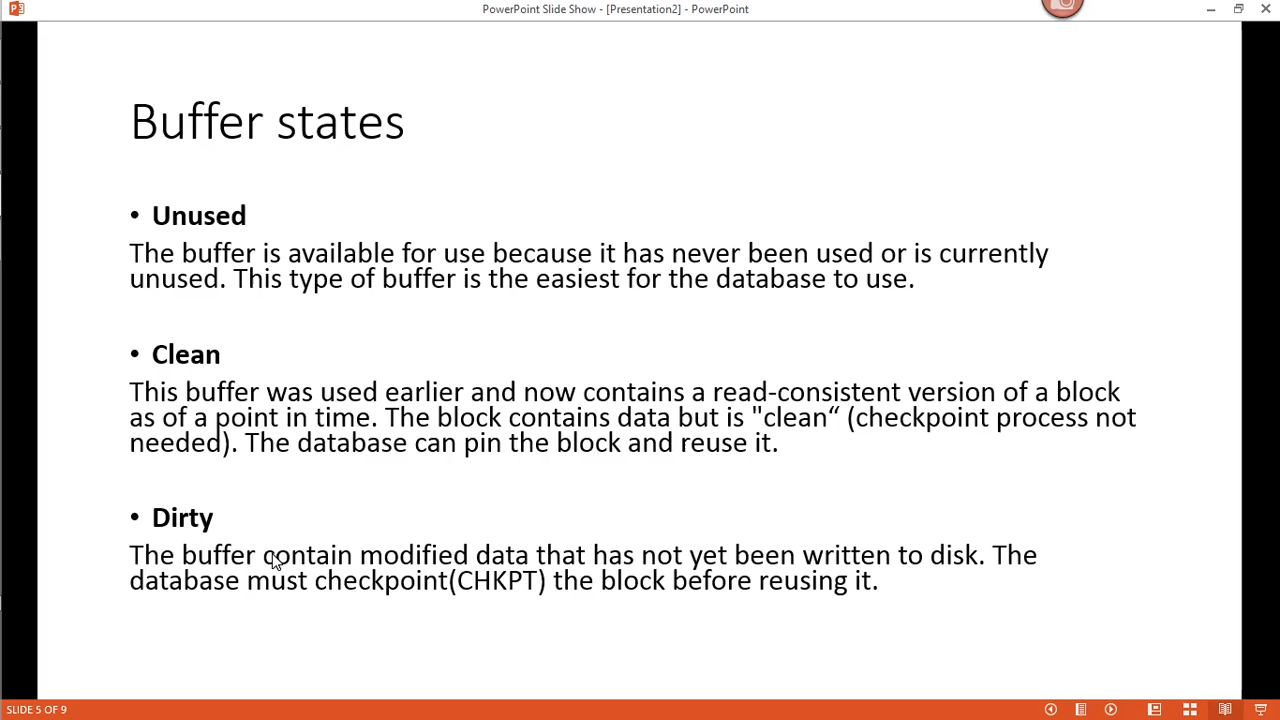 PowerPoint Slide Show - [Presentation2] - PowerPoint
Buffer states
• Unused
The buffer is available for use because it has never been used or is currently
unused. This type of buffer is the easiest for the database to use.
• Clean
This buffer was used earlier and now contains a read-consistent version of a block
as of a point in time. The block contains data but is "clean“ (checkpoint process not
needed). The database can pin the block and reuse it.
• Dirty
The buffer contain modified data that has not yet been written to disk. The
database must checkpoint(CHKPT) the block before reusing it.
SLIDE 5 OF 9